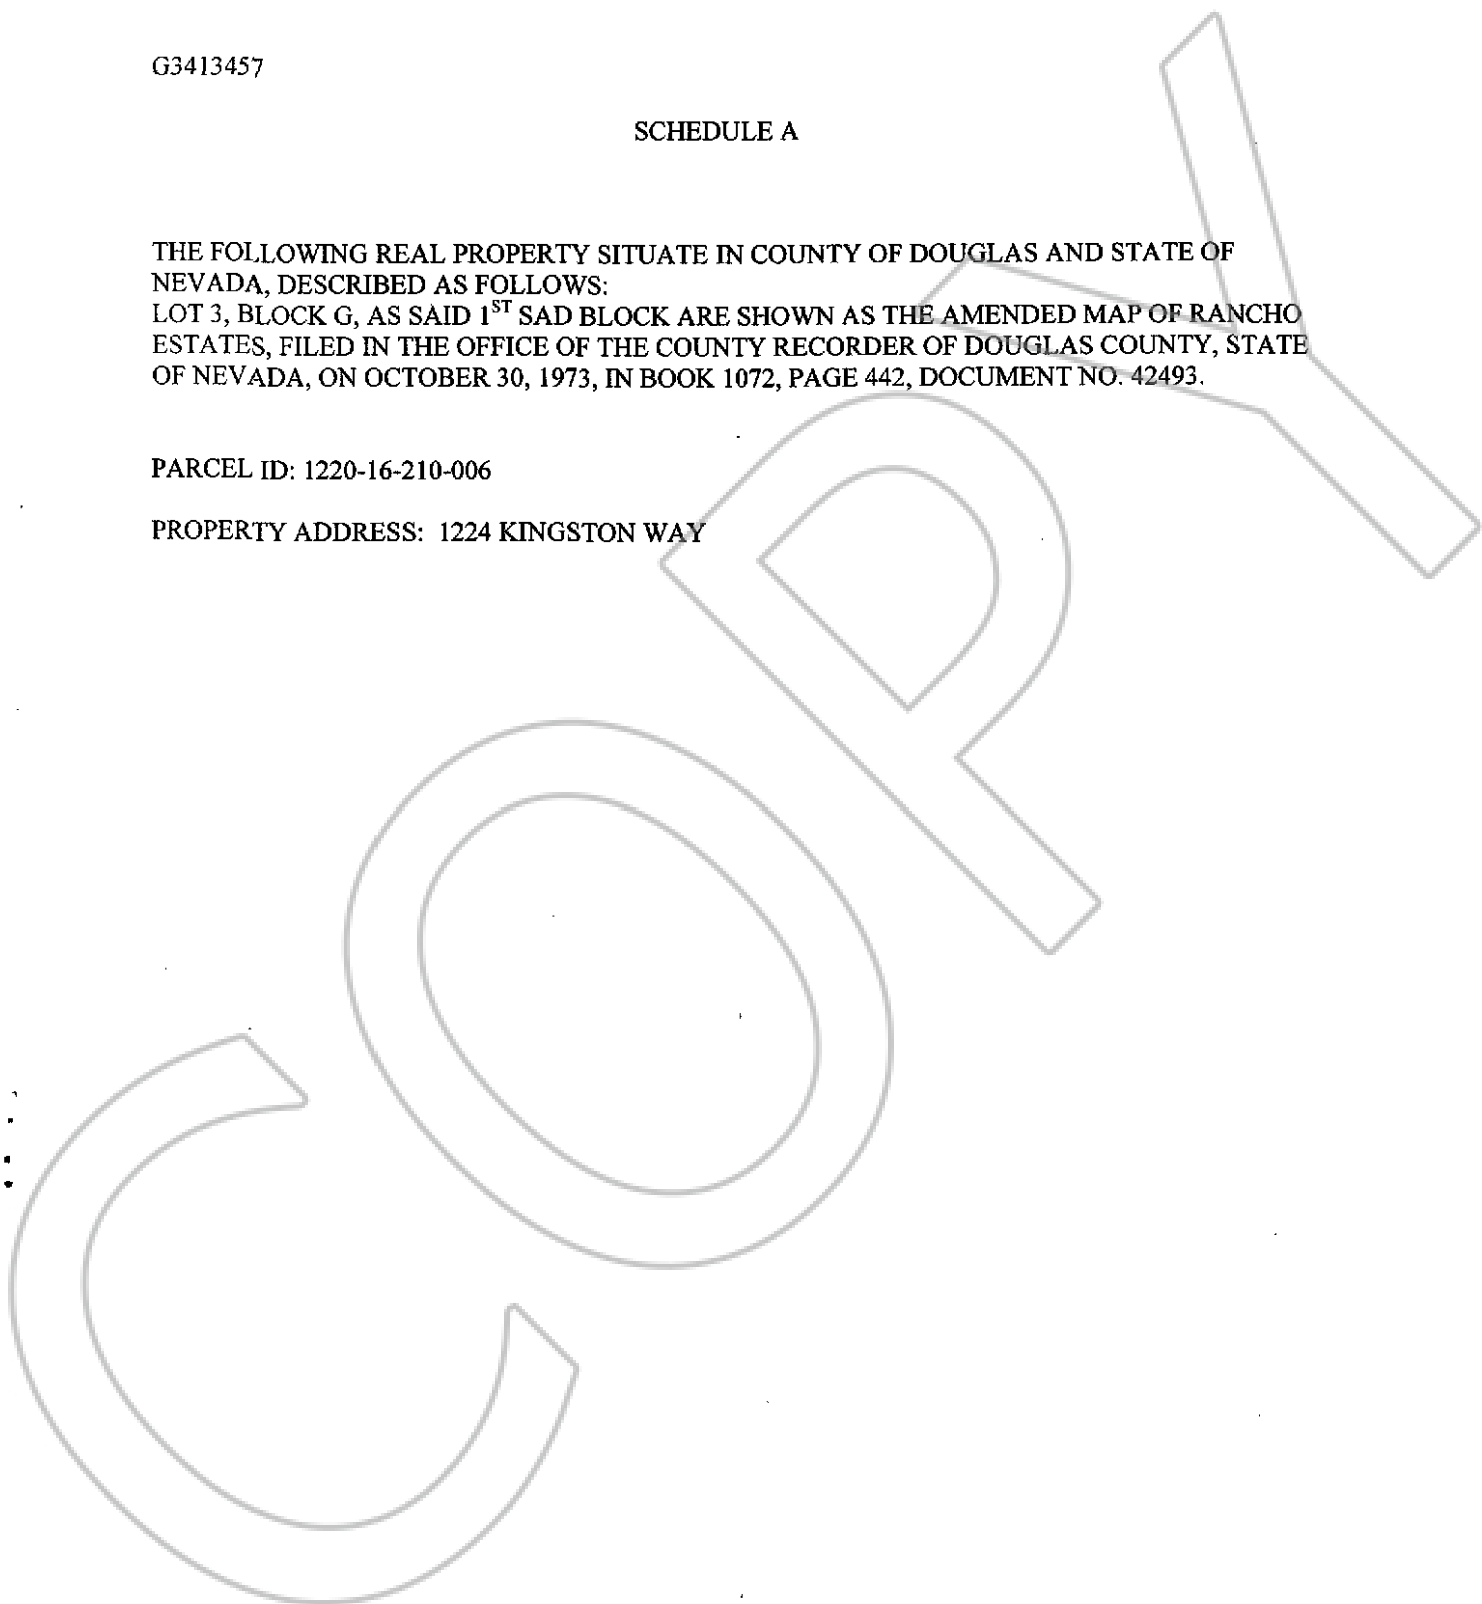 G3413457
SCHEDULE A
THE FOLLOWING REAL PROPERTY SITUATE IN COUNTY OF DOUGLAS AND STATE OF
NEVADA, DESCRIBED AS FOLLOWS:
LOT 3, BLOCK G, AS SAID 1ST SAD BLOCK ARE SHOWN AS THE AMENDED MAP OF RANCHO
ESTATES, FILED IN THE OFFICE OF THE COUNTY RECORDER OF DOUGLAS COUNTY, STATE
OF NEVADA, ON OCTOBER 30, 1973, IN BOOK 1072, PAGE 442, DOCUMENT NO. 42493.
PARCEL ID: 1220-16-210-006
PROPERTY ADDRESS: 1224 KINGSTON WAY
COPY